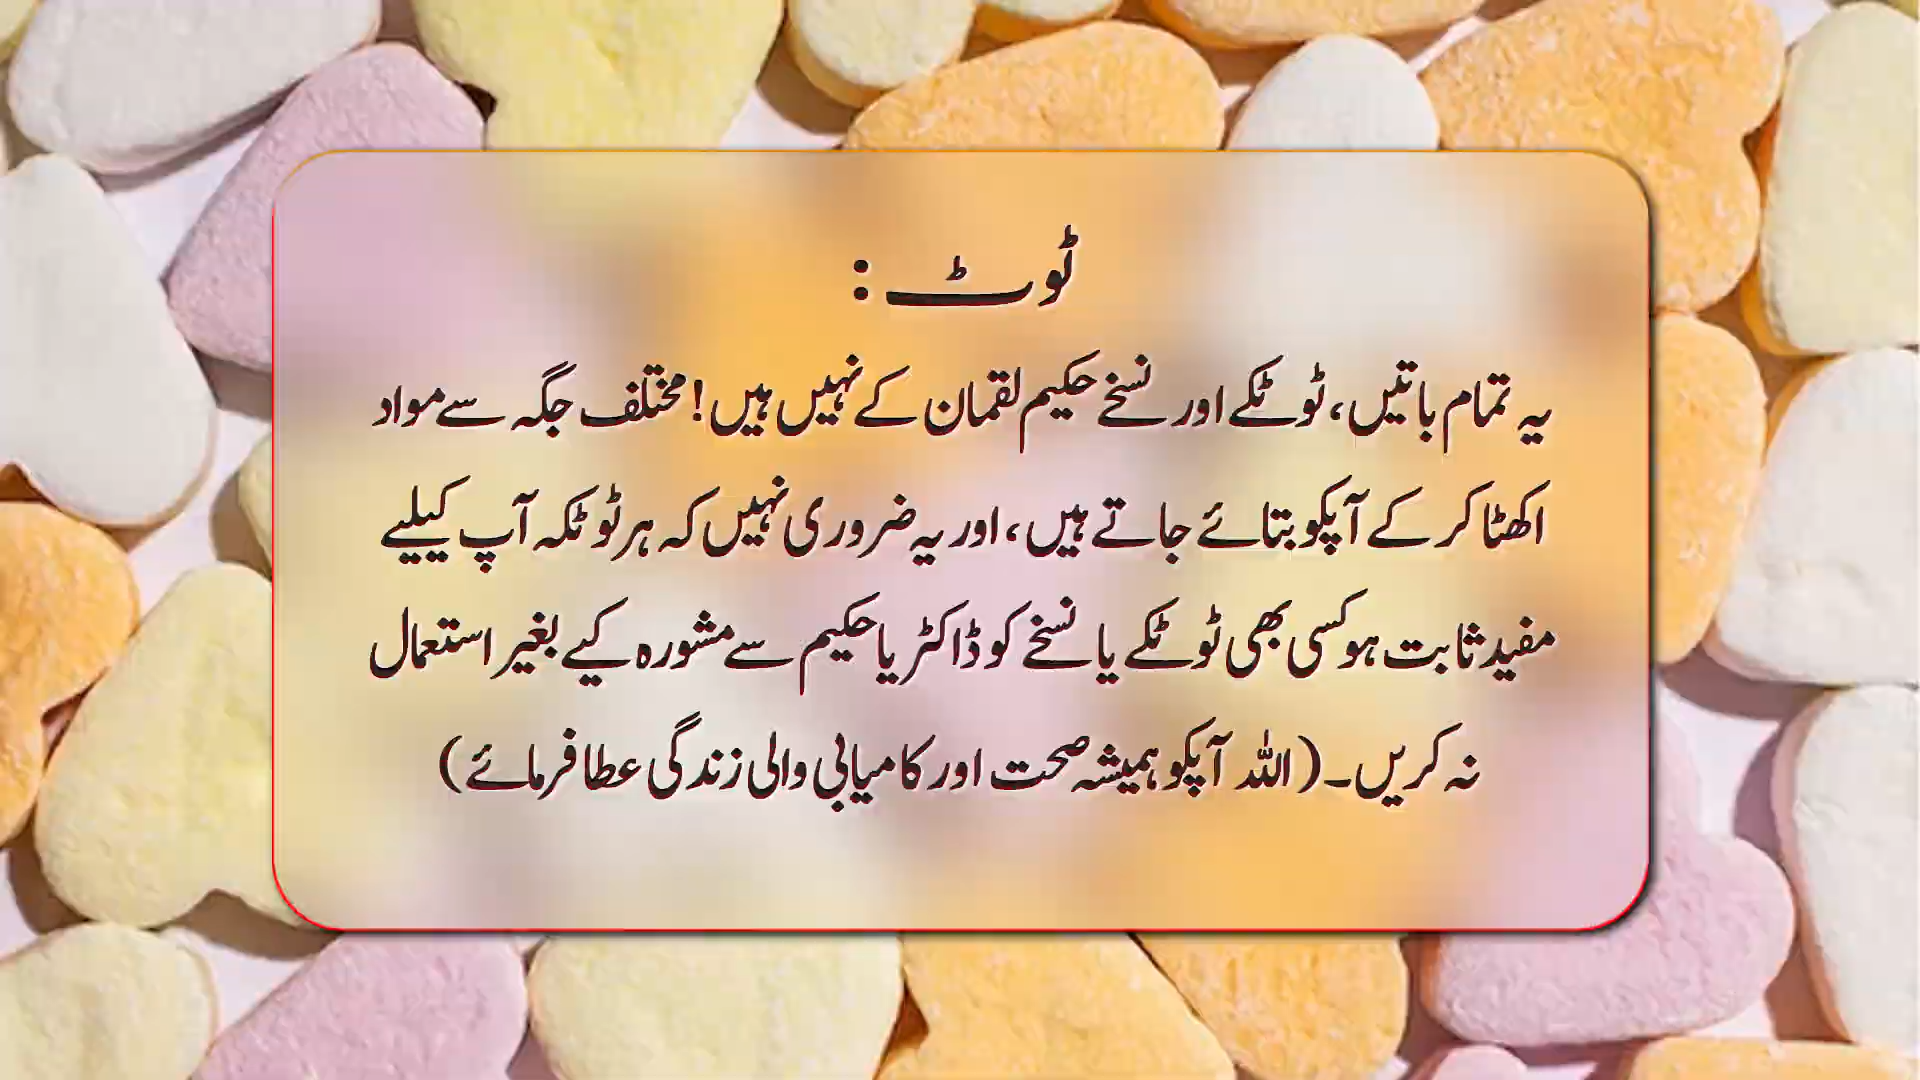 ٹوٹ :
یہ تمام باتیں، ٹوٹکے اور نسخے حکیم لقمان کے نہیں ہیں! مختلف جگہ سے مواد
اکھٹا کر کے آپکو بتائے جاتے ہیں، اور یہ ضروری نہیں کہ ہر ٹوٹکہ آپ کیلیے
مفید ثابت ہو کسی بھی ٹوٹکے یا نسخے کو ڈاکٹر یا حکیم سے مشورہ کیے بغیر استعمال
نہ کریں۔ (اللہ آپکو ہمیشہ صحت اور کامیابی والی زندگی عطا فرمائے)